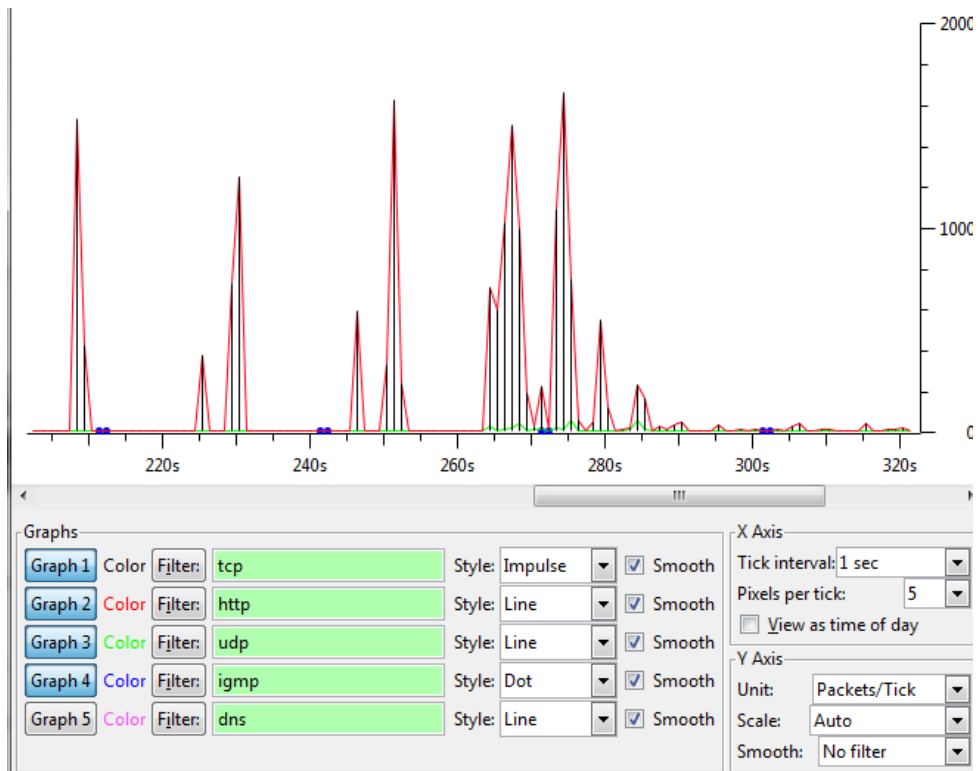 2000
1000
0
220s 240s 260s 280s 300s 320s
Graphs
Graph 1 Color Filter: tcp Style: Impulse Smooth
Graph 2 Color Filter: http Style: Line Smooth
Graph 3 Color Filter: udp Style: Line Smooth
Graph 4 Color Filter: igmp Style: Dot Smooth
Graph 5 Color Filter: dns Style: Line Smooth
X Axis
Tick interval: 1 sec
Pixels per tick: 5
View as time of day
Y Axis
Unit: Packets/Tick
Scale: Auto
Smooth: No filter